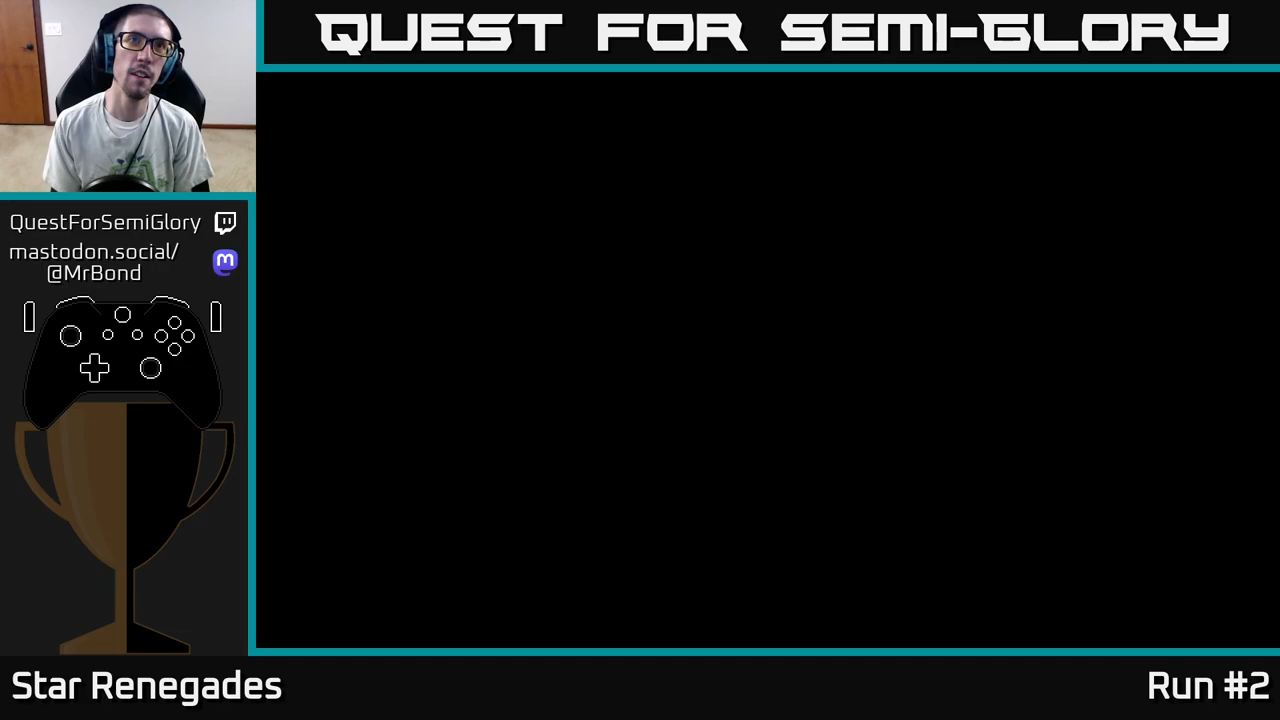 QUEST FOR SEMI-GLORY
QuestForSemiGlory
mastodon.social/
@MrBond
Star Renegades
Run #2